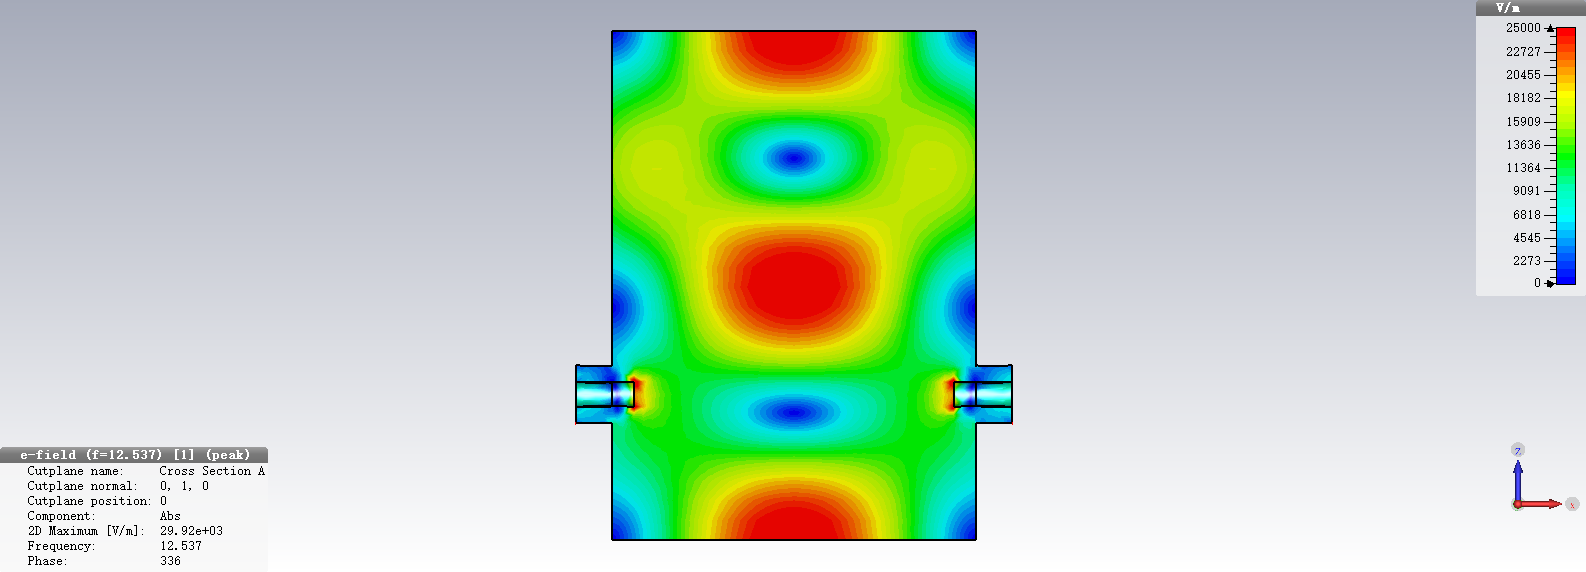 V/m
25000
22727
20455
18182
15909
13636
11364
9091
6818
4545
2273
0
e-field (f=12.537) [1] (peak)
Cutplane name: Cross Section A
Cutplane normal: 0, 1, 0
Cutplane position: 0
Component: Abs
2D Maximum [V/m]: 29.92e+03
Frequency: 12.537
Phase: 336
z
x